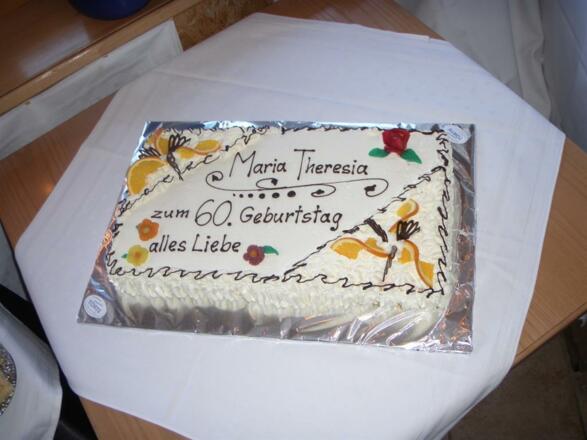 Maria Theresia
zum 60. Geburtstag
alles Liebe